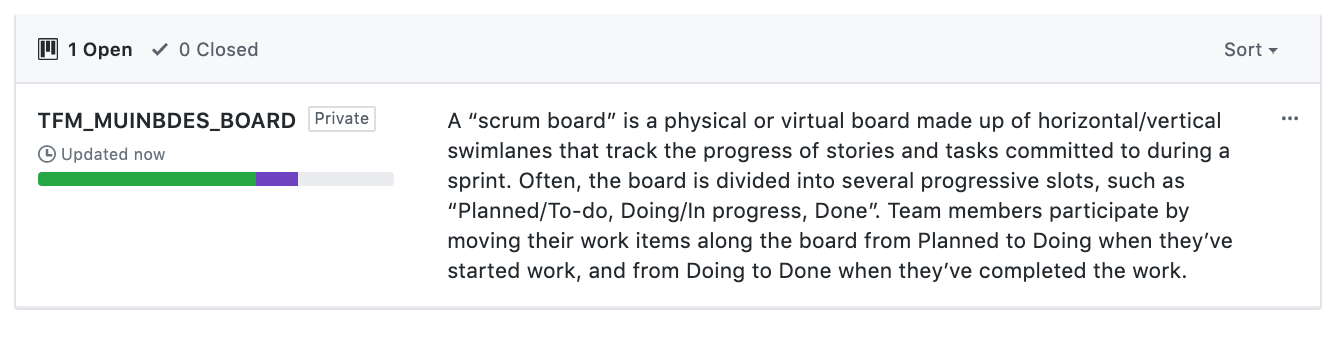 1 Open 0 Closed Sort
TFM_MUINBDES_BOARD Private
Updated now
A “scrum board” is a physical or virtual board made up of horizontal/vertical
swimlanes that track the progress of stories and tasks committed to during a
sprint. Often, the board is divided into several progressive slots, such as
“Planned/To-do, Doing/In progress, Done”. Team members participate by
moving their work items along the board from Planned to Doing when they’ve
started work, and from Doing to Done when they’ve completed the work.